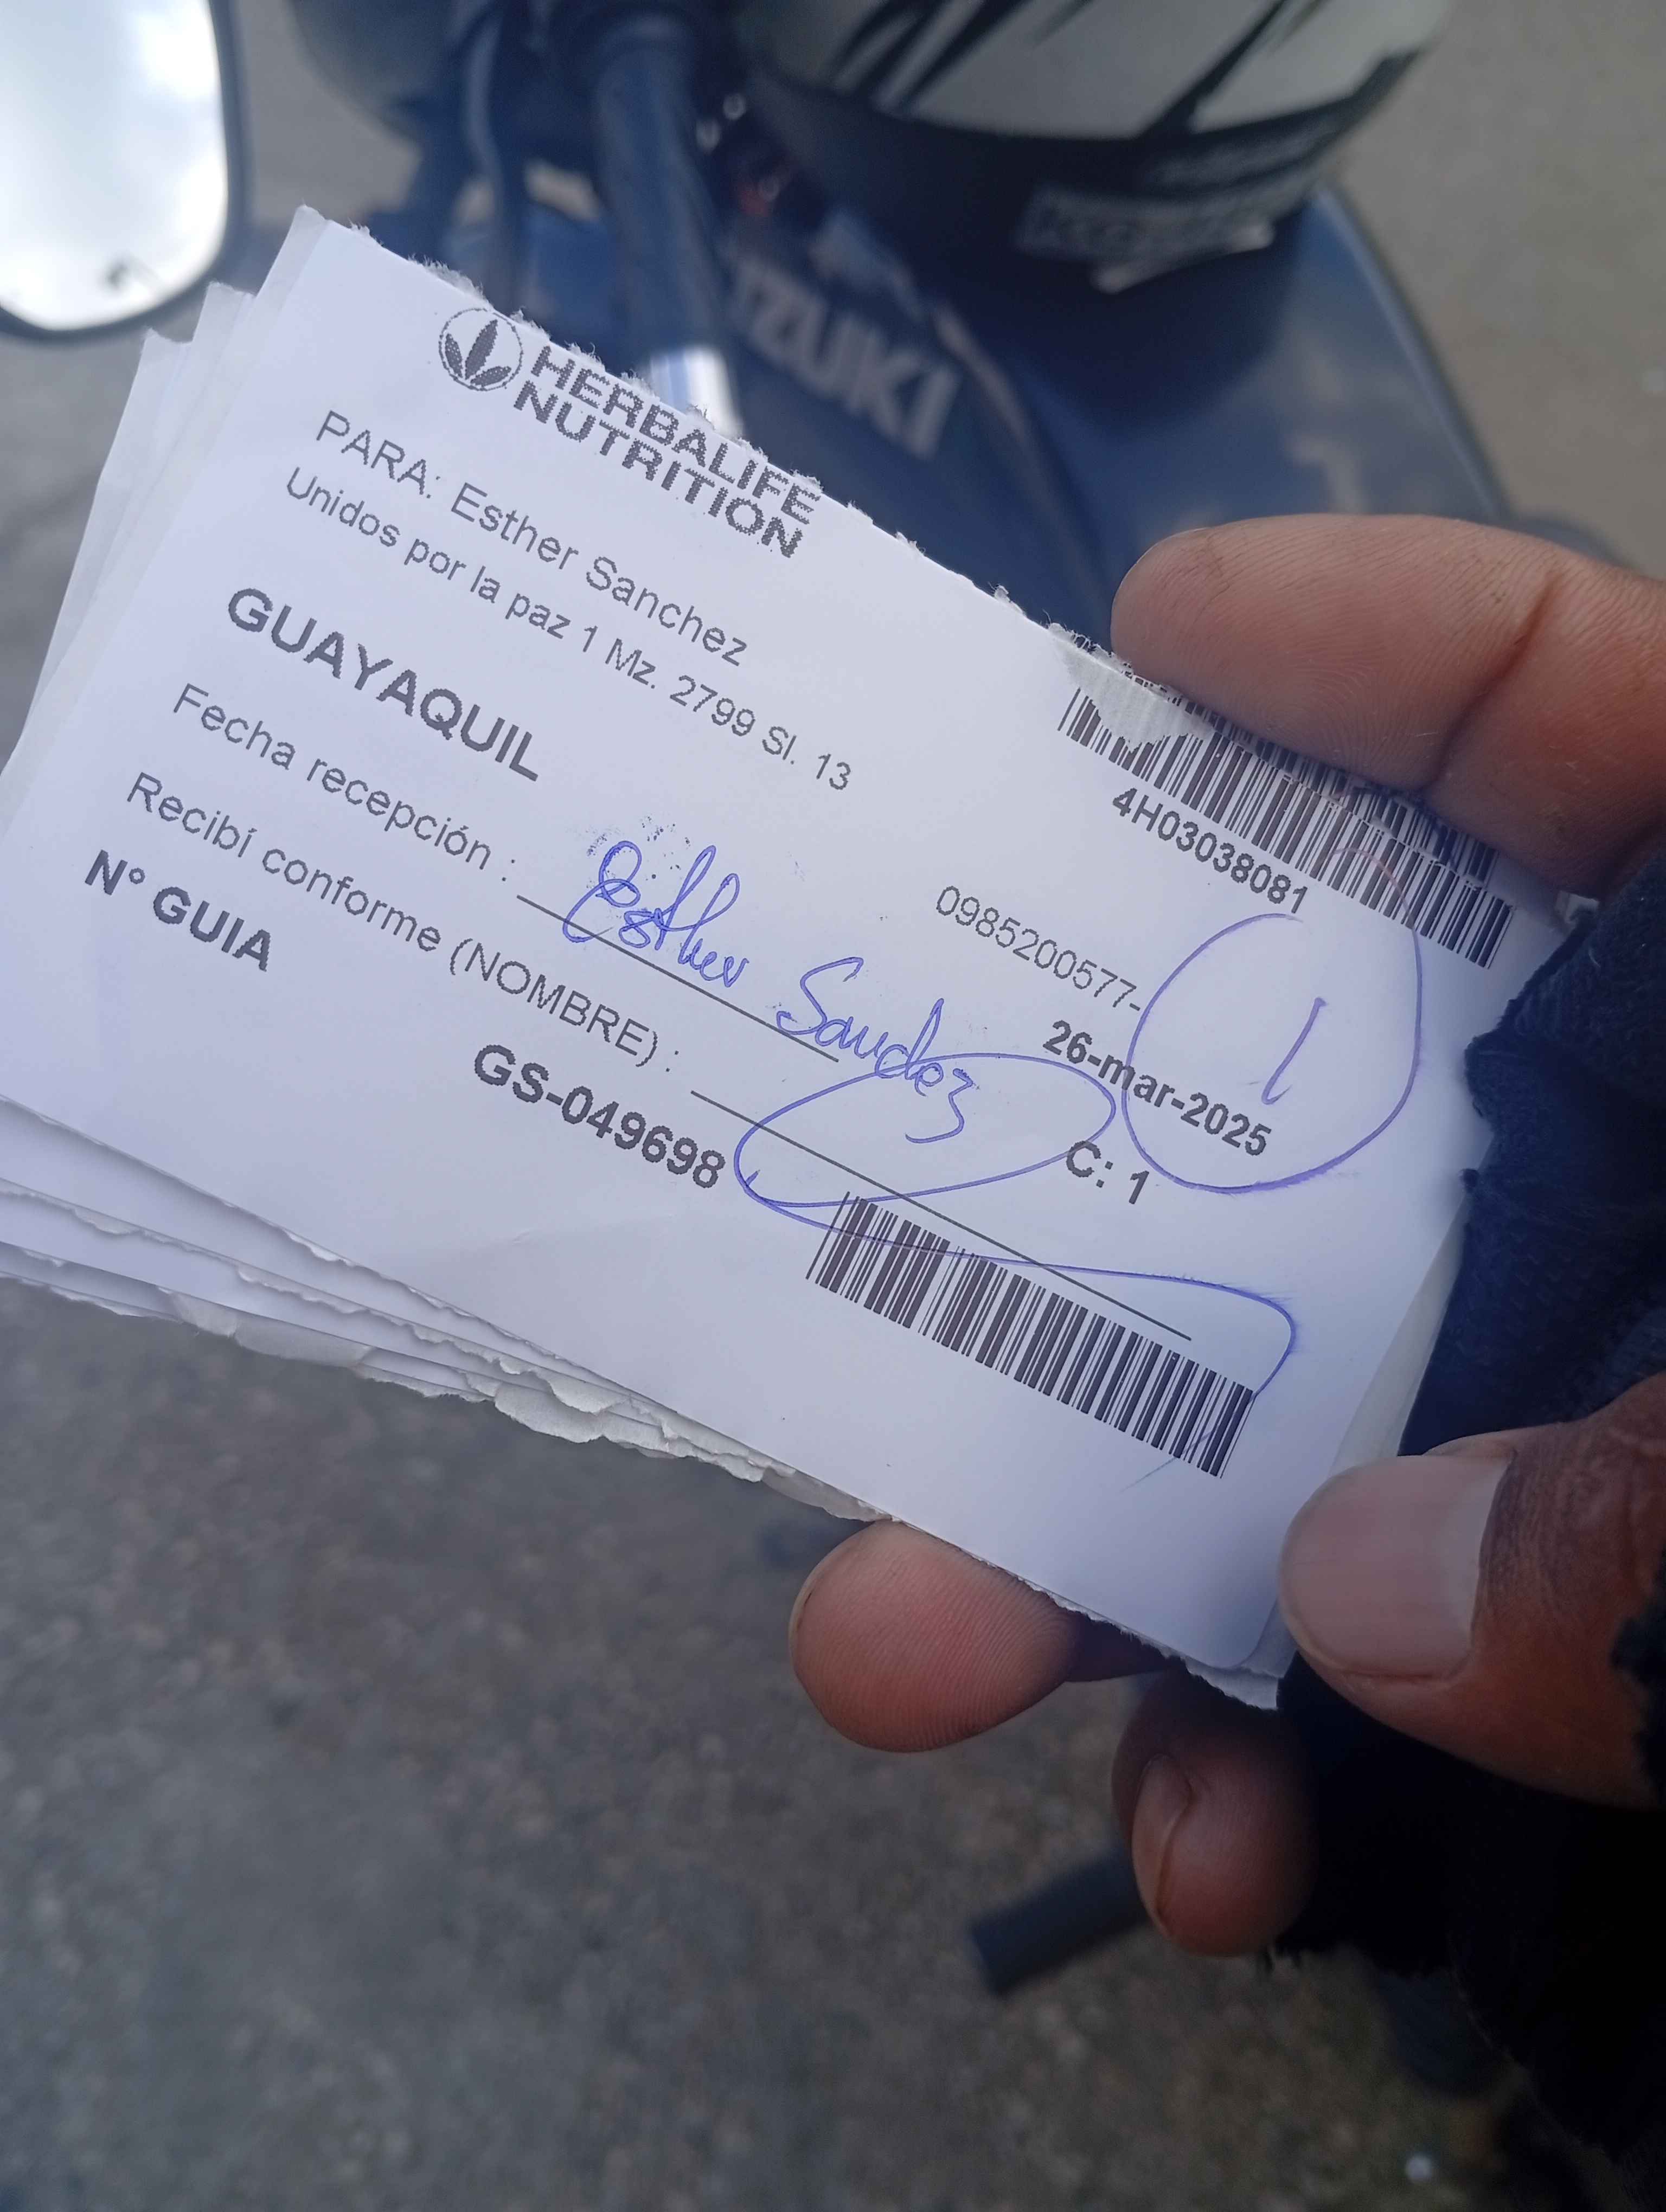 HERBALIFE
NUTRITION
PARA: Esther Sanchez
Unidos por la paz 1 Mz. 2799 Sl. 13
GUAYAQUIL
4H03038081
0985200577-
Fecha recepción :
Esther Sanchez
26-mar-2025
1
Recibí conforme (NOMBRE) :
C: 1
N° GUIA
GS-049698
ZUKI